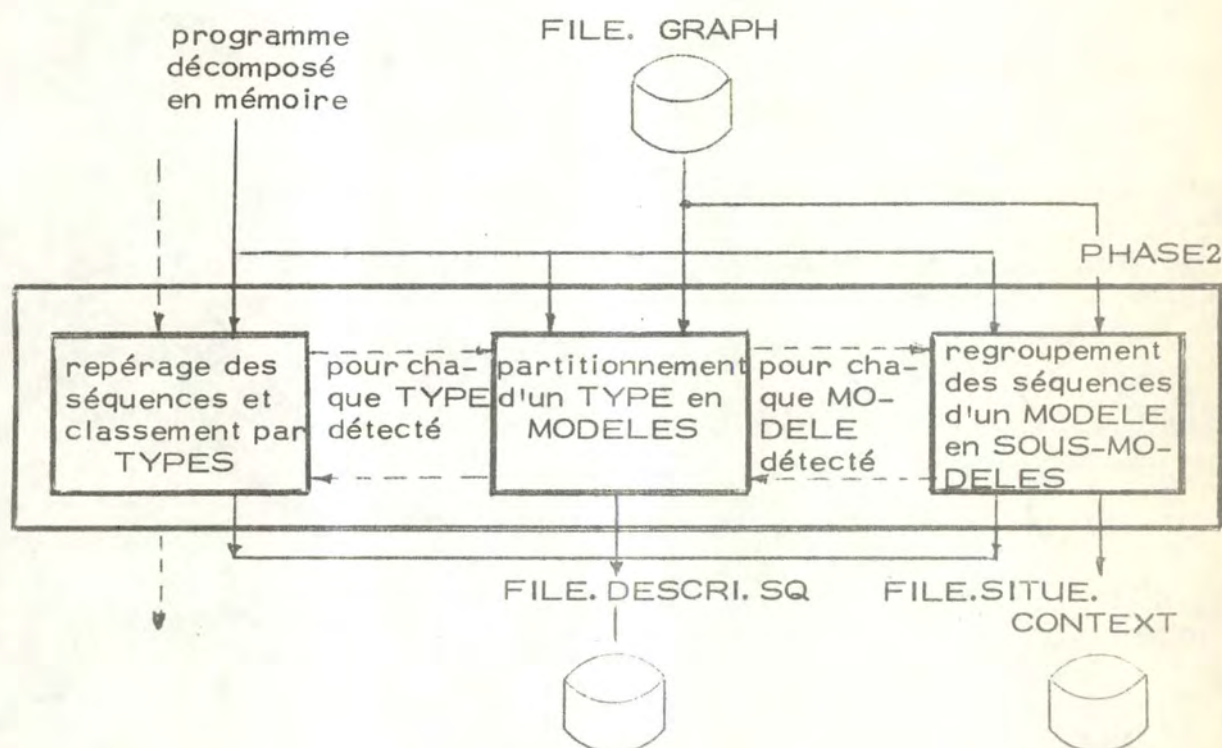 programme
décomposé
en mémoire
FILE. GRAPH
PHASE2
repérage des
séquences et
classement par
TYPES
pour cha-
que TYPE
détecté
partitionnement
d'un TYPE en
MODELES
pour cha-
que MO-
DELE
détecté
regroupement
des séquences
d'un MODELE
en SOUS-MO-
DELES
FILE. DESCRI. SQ
FILE.SITUE.
CONTEXT